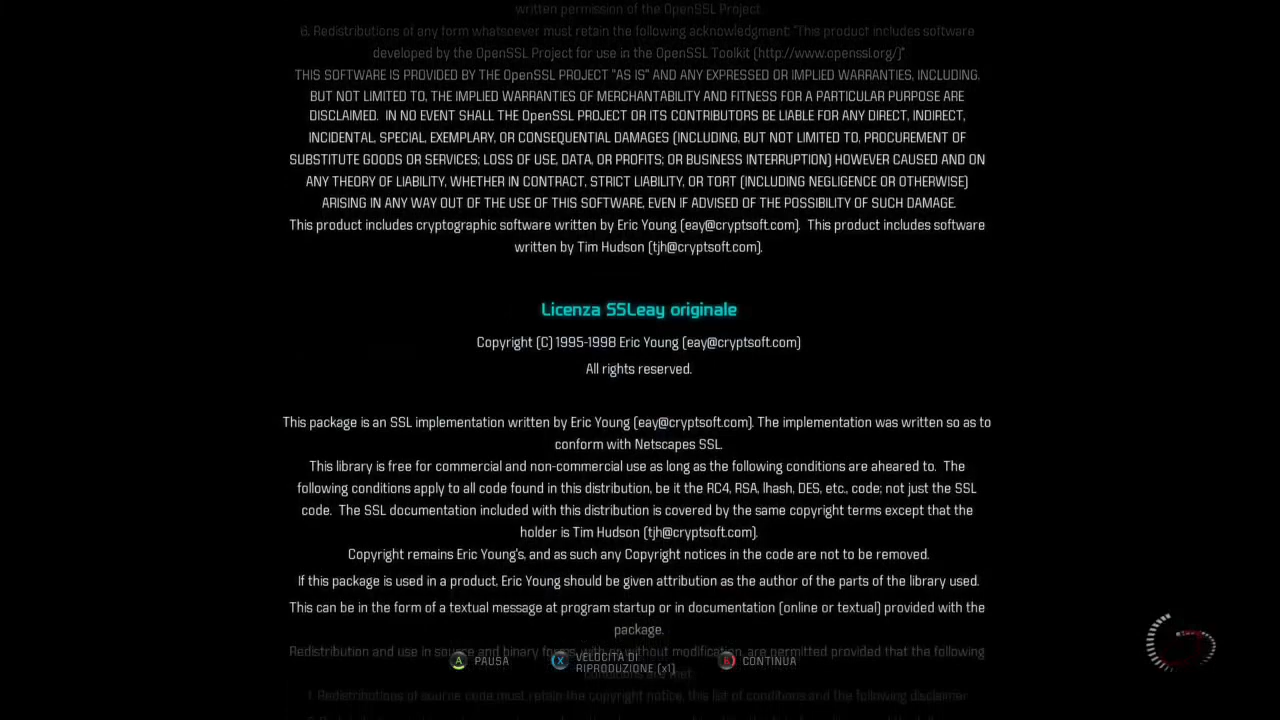 written permission of the OpenSSL Project
6. Redistributions of any form whatsoever must retain the following acknowledgment: "This product includes software
developed by the OpenSSL Project for use in the OpenSSL Toolkit (http://www.openssl.org/)"
THIS SOFTWARE IS PROVIDED BY THE OpenSSL PROJECT "AS IS" AND ANY EXPRESSED OR IMPLIED WARRANTIES, INCLUDING,
BUT NOT LIMITED TO, THE IMPLIED WARRANTIES OF MERCHANTABILITY AND FITNESS FOR A PARTICULAR PURPOSE ARE
DISCLAIMED.  IN NO EVENT SHALL THE OpenSSL PROJECT OR ITS CONTRIBUTORS BE LIABLE FOR ANY DIRECT, INDIRECT,
INCIDENTAL, SPECIAL, EXEMPLARY, OR CONSEQUENTIAL DAMAGES (INCLUDING, BUT NOT LIMITED TO, PROCUREMENT OF
SUBSTITUTE GOODS OR SERVICES; LOSS OF USE, DATA, OR PROFITS; OR BUSINESS INTERRUPTION) HOWEVER CAUSED AND ON
ANY THEORY OF LIABILITY, WHETHER IN CONTRACT, STRICT LIABILITY, OR TORT (INCLUDING NEGLIGENCE OR OTHERWISE)
ARISING IN ANY WAY OUT OF THE USE OF THIS SOFTWARE, EVEN IF ADVISED OF THE POSSIBILITY OF SUCH DAMAGE.
This product includes cryptographic software written by Eric Young (eay@cryptsoft.com).  This product includes software
written by Tim Hudson (tjh@cryptsoft.com).
Licenza SSLeay originale
Copyright (C) 1995-1998 Eric Young (eay@cryptsoft.com)
All rights reserved.
This package is an SSL implementation written by Eric Young (eay@cryptsoft.com). The implementation was written so as to
conform with Netscapes SSL.
This library is free for commercial and non-commercial use as long as the following conditions are aheared to.  The
following conditions apply to all code found in this distribution, be it the RC4, RSA, lhash, DES, etc., code; not just the SSL
code.  The SSL documentation included with this distribution is covered by the same copyright terms except that the
holder is Tim Hudson (tjh@cryptsoft.com).
Copyright remains Eric Young's, and as such any Copyright notices in the code are not to be removed.
If this package is used in a product, Eric Young should be given attribution as the author of the parts of the library used.
This can be in the form of a textual message at program startup or in documentation (online or textual) provided with the
package.
Redistribution and use in source and binary forms, with or without modification, are permitted provided that the following
conditions are met:
A PAUSA
X VELOCITÀ DI
RIPRODUZIONE (x1)
B CONTINUA
1. Redistributions of source code must retain the copyright notice, this list of conditions and the following disclaimer